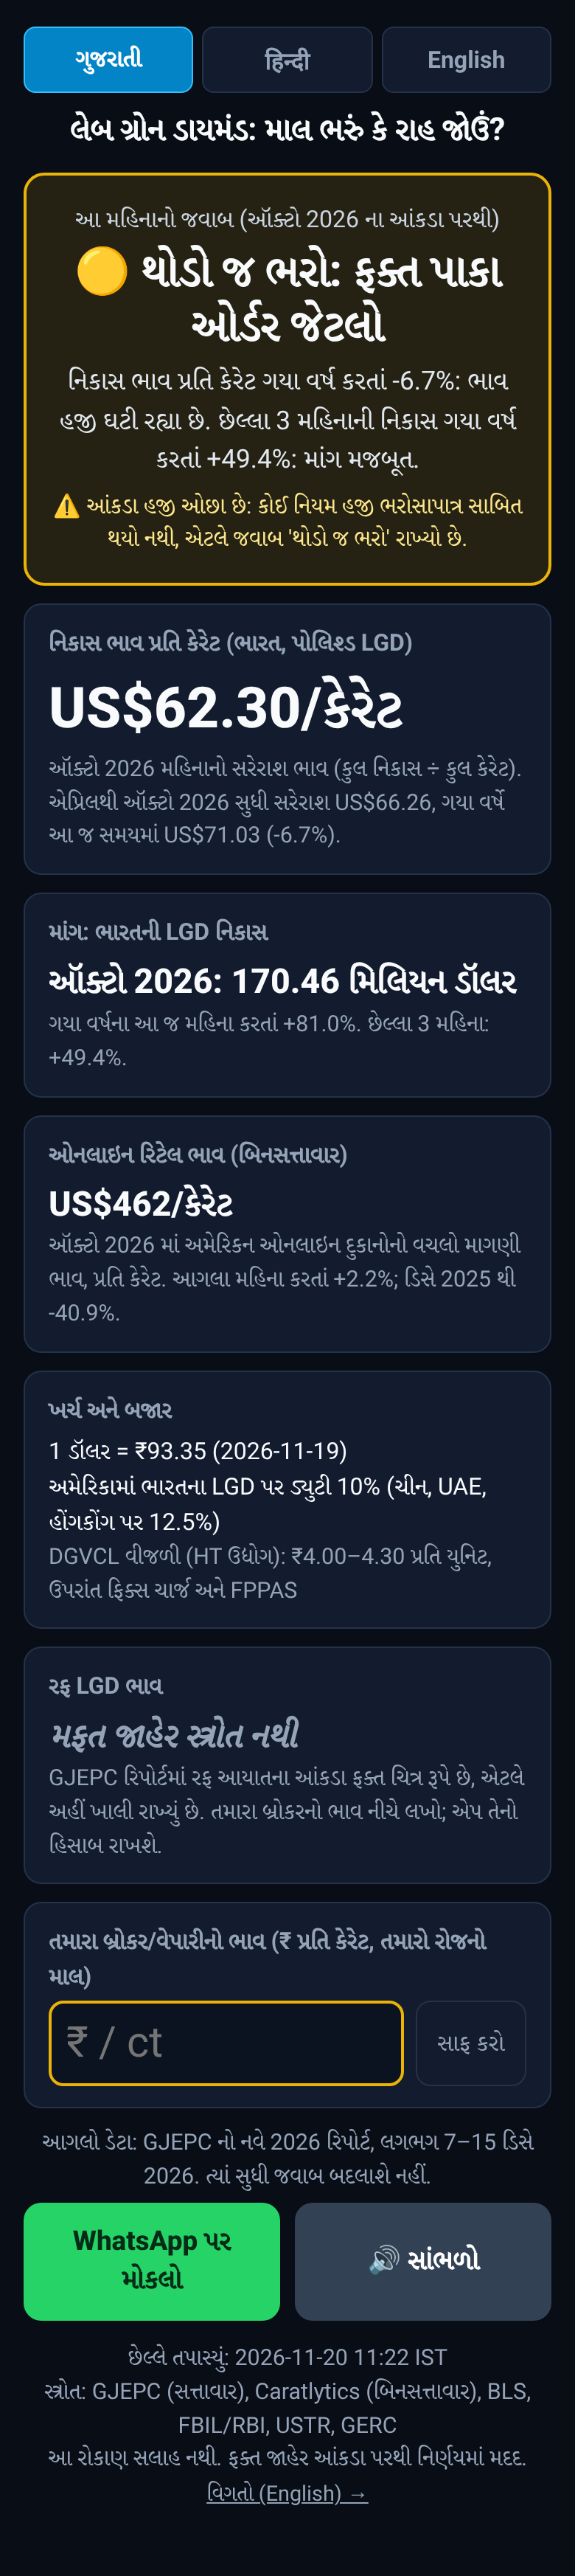 ગુજરાતી
हिन्दी
English
લેબ ગ્રોન ડાયમંડ: માલ ભરું કે રાહ જોઉં?
આ મહિનાનો જવાબ (ઑક્ટો 2026 ના આંકડા પરથી)
🟡 થોડો જ ભરો: ફક્ત પાકા
ઓર્ડર જેટલો
નિકાસ ભાવ પ્રતિ કેરેટ ગયા વર્ષ કરતાં -6.7%: ભાવ
હજી ઘટી રહ્યા છે. છેલ્લા 3 મહિનાની નિકાસ ગયા વર્ષ
કરતાં +49.4%: માંગ મજબૂત.
⚠️ આંકડા હજી ઓછા છે: કોઈ નિયમ હજી ભરોસાપાત્ર સાબિત
થયો નથી, એટલે જવાબ 'થોડો જ ભરો' રાખ્યો છે.
નિકાસ ભાવ પ્રતિ કેરેટ (ભારત, પોલિશ્ડ LGD)
US$62.30/કેરેટ
ઑક્ટો 2026 મહિનાનો સરેરાશ ભાવ (કુલ નિકાસ ÷ કુલ કેરેટ).
એપ્રિલથી ઑક્ટો 2026 સુધી સરેરાશ US$66.26, ગયા વર્ષે
આ જ સમયમાં US$71.03 (-6.7%).
માંગ: ભારતની LGD નિકાસ
ઑક્ટો 2026: 170.46 મિલિયન ડૉલર
ગયા વર્ષના આ જ મહિના કરતાં +81.0%. છેલ્લા 3 મહિના:
+49.4%.
ઓનલાઇન રિટેલ ભાવ (બિનસત્તાવાર)
US$462/કેરેટ
ઑક્ટો 2026 માં અમેરિકન ઓનલાઇન દુકાનોનો વચલો માગણી
ભાવ, પ્રતિ કેરેટ. આગલા મહિના કરતાં +2.2%; ડિસે 2025 થી
-40.9%.
ખર્ચ અને બજાર
1 ડૉલર = ₹93.35 (2026-11-19)
અમેરિકામાં ભારતના LGD પર ડ્યુટી 10% (ચીન, UAE,
હોંગકોંગ પર 12.5%)
DGVCL વીજળી (HT ઉદ્યોગ): ₹4.00–4.30 પ્રતિ યુનિટ,
ઉપરાંત ફિક્સ ચાર્જ અને FPPAS
રફ LGD ભાવ
મફત જાહેર સ્ત્રોત નથી
GJEPC રિપોર્ટમાં રફ આયાતના આંકડા ફક્ત ચિત્ર રૂપે છે, એટલે
અહીં ખાલી રાખ્યું છે. તમારા બ્રોકરનો ભાવ નીચે લખો; એપ તેનો
હિસાબ રાખશે.
તમારા બ્રોકર/વેપારીનો ભાવ (₹ પ્રતિ કેરેટ, તમારો રોજનો
માલ)
₹ / ct
સાફ કરો
આગલો ડેટા: GJEPC નો નવે 2026 રિપોર્ટ, લગભગ 7–15 ડિસે
2026. ત્યાં સુધી જવાબ બદલાશે નહીં.
WhatsApp પર
મોકલો
🔊 સાંભળો
છેલ્લે તપાસ્યું: 2026-11-20 11:22 IST
સ્ત્રોત: GJEPC (સત્તાવાર), Caratlytics (બિનસત્તાવાર), BLS,
FBIL/RBI, USTR, GERC
આ રોકાણ સલાહ નથી. ફક્ત જાહેર આંકડા પરથી નિર્ણયમાં મદદ.
વિગતો (English) →